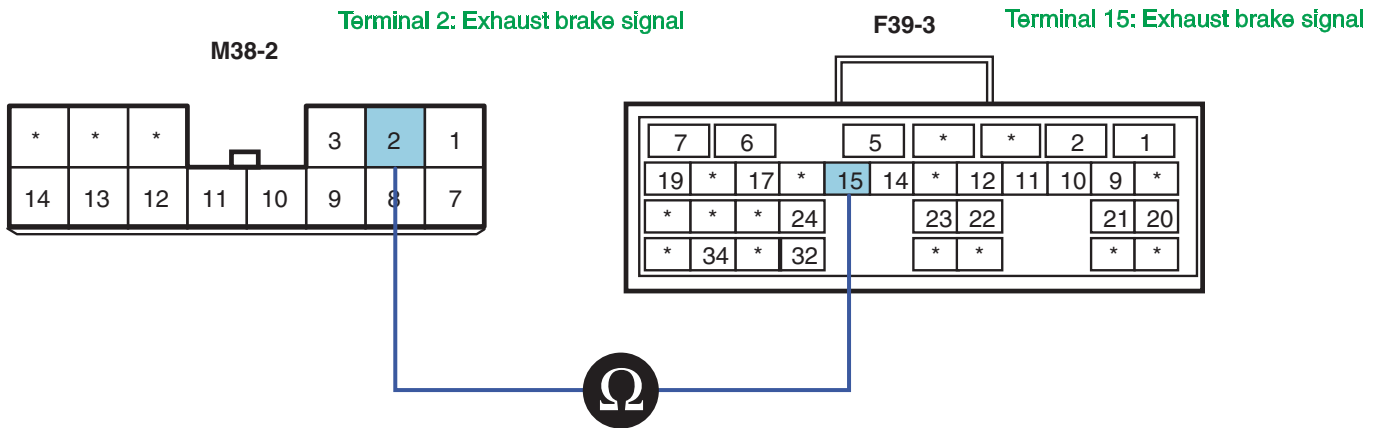 Terminal 2: Exhaust brake signal
Terminal 15: Exhaust brake signal
M38-2
F39-3
* * * 3 2 1
14 13 12 11 10 9 8 7
7 6 5 * * 2 1
19 * 17 * 15 14 * 12 11 10 9 *
* * * 24 23 22 21 20
* 34 * 32 * * * *
Ω